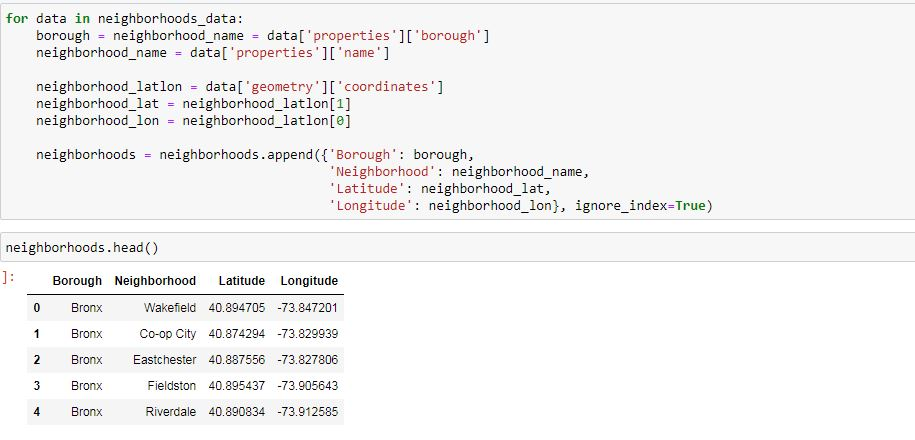 for data in neighborhoods_data:
    borough = neighborhood_name = data['properties']['borough']
    neighborhood_name = data['properties']['name']
    neighborhood_latlon = data['geometry']['coordinates']
    neighborhood_lat = neighborhood_latlon[1]
    neighborhood_lon = neighborhood_latlon[0]
    neighborhoods = neighborhoods.append({'Borough': borough,
                                          'Neighborhood': neighborhood_name,
                                          'Latitude': neighborhood_lat,
                                          'Longitude': neighborhood_lon}, ignore_index=True)
neighborhoods.head()
]:
Borough Neighborhood Latitude Longitude
0 Bronx Wakefield 40.894705 -73.847201
1 Bronx Co-op City 40.874294 -73.829939
2 Bronx Eastchester 40.887556 -73.827806
3 Bronx Fieldston 40.895437 -73.905643
4 Bronx Riverdale 40.890834 -73.912585